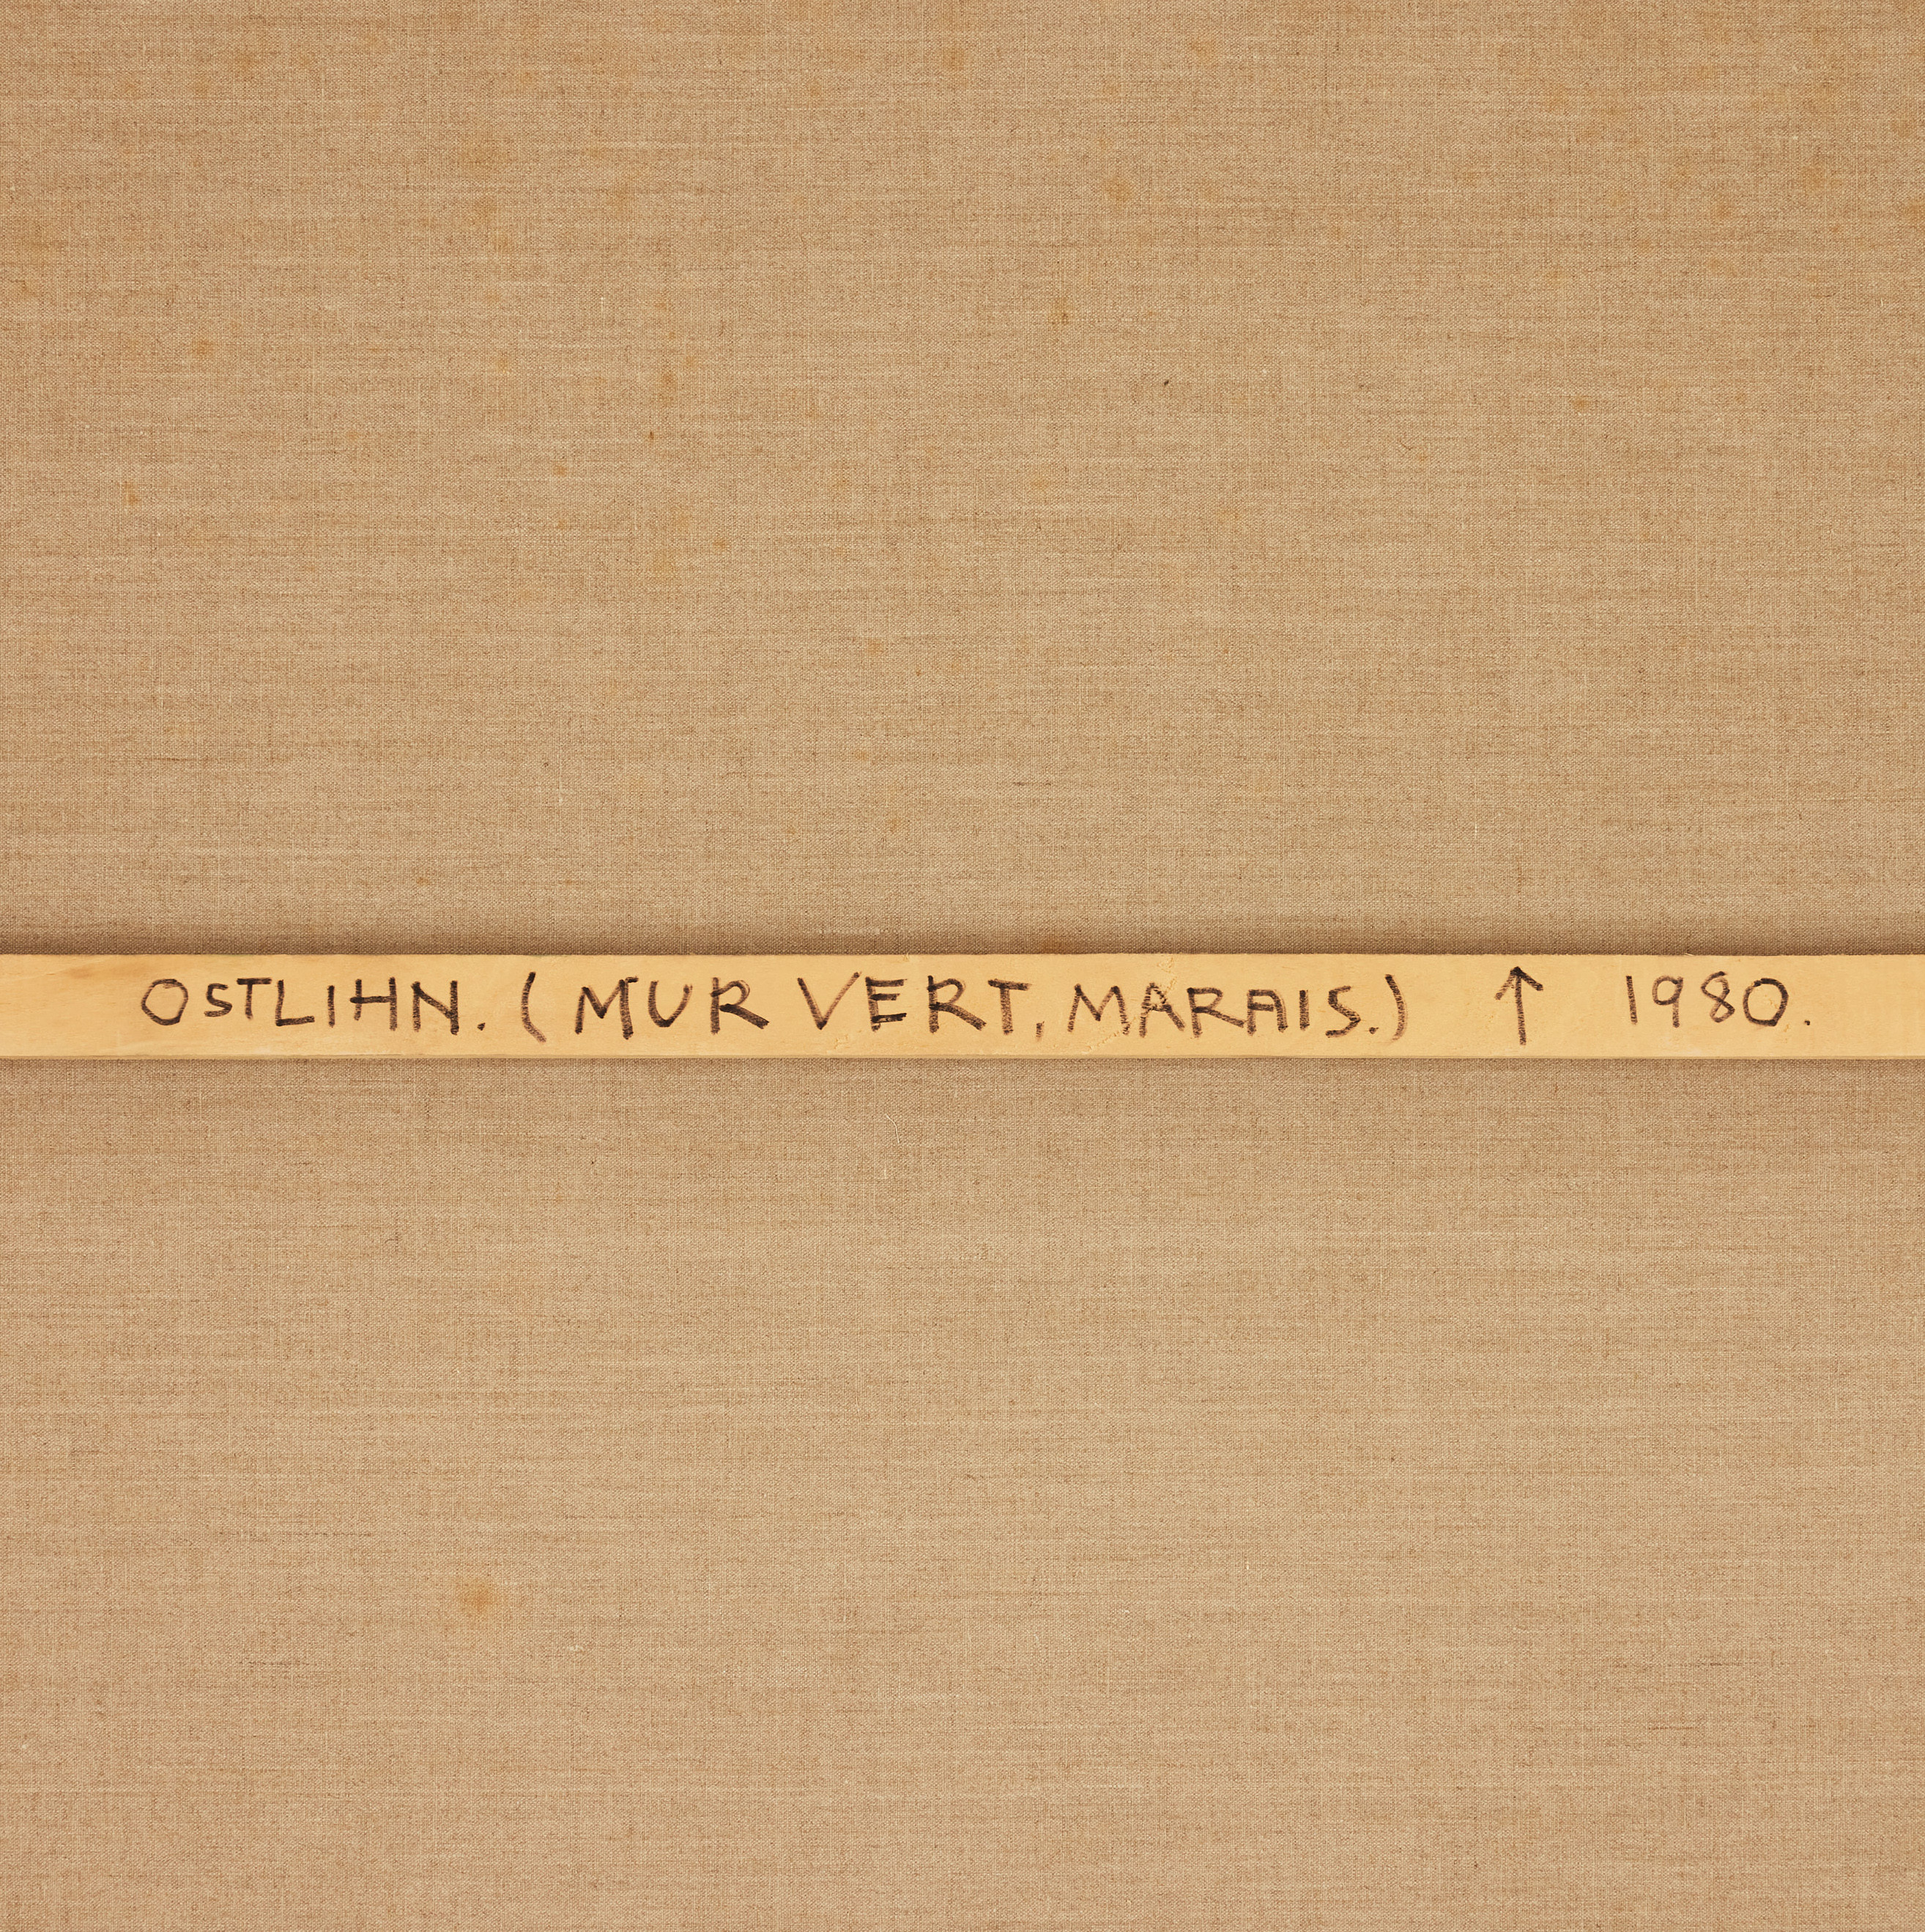 OSTLIHN. (MUR VERT, MARAIS.) ↑ 1980.